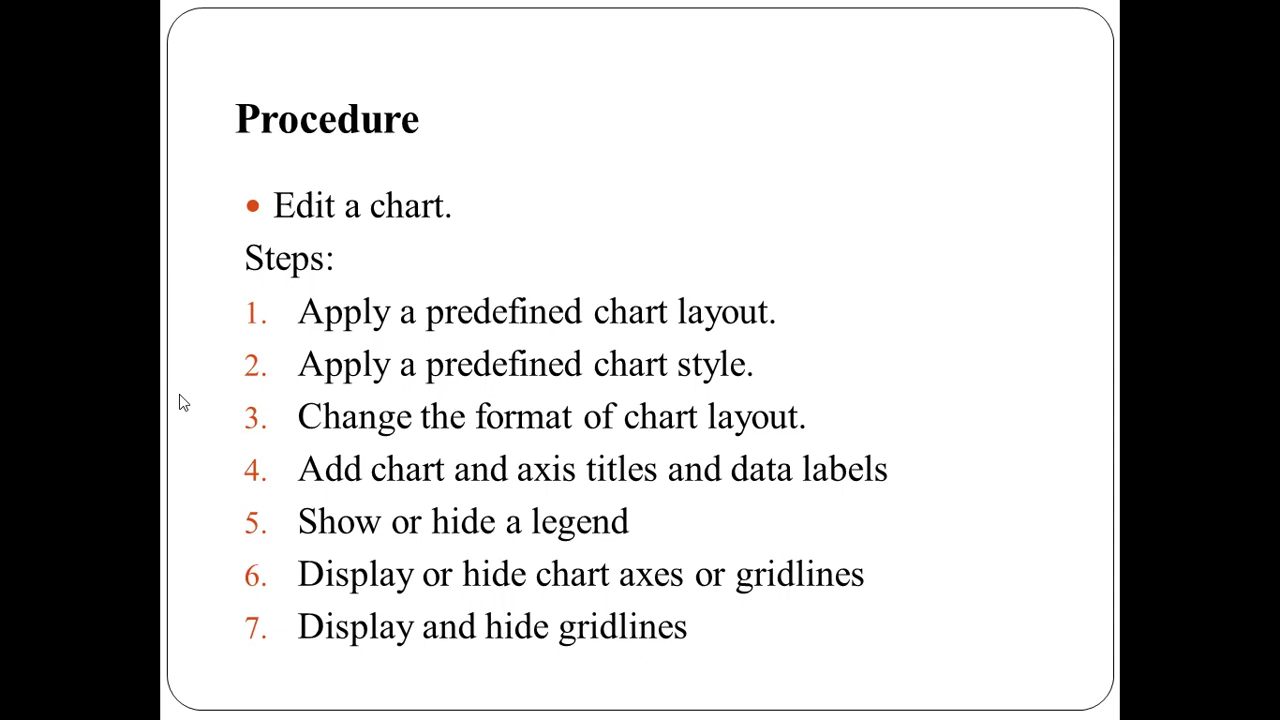 Procedure
• Edit a chart.
Steps:
1. Apply a predefined chart layout.
2. Apply a predefined chart style.
3. Change the format of chart layout.
4. Add chart and axis titles and data labels
5. Show or hide a legend
6. Display or hide chart axes or gridlines
7. Display and hide gridlines